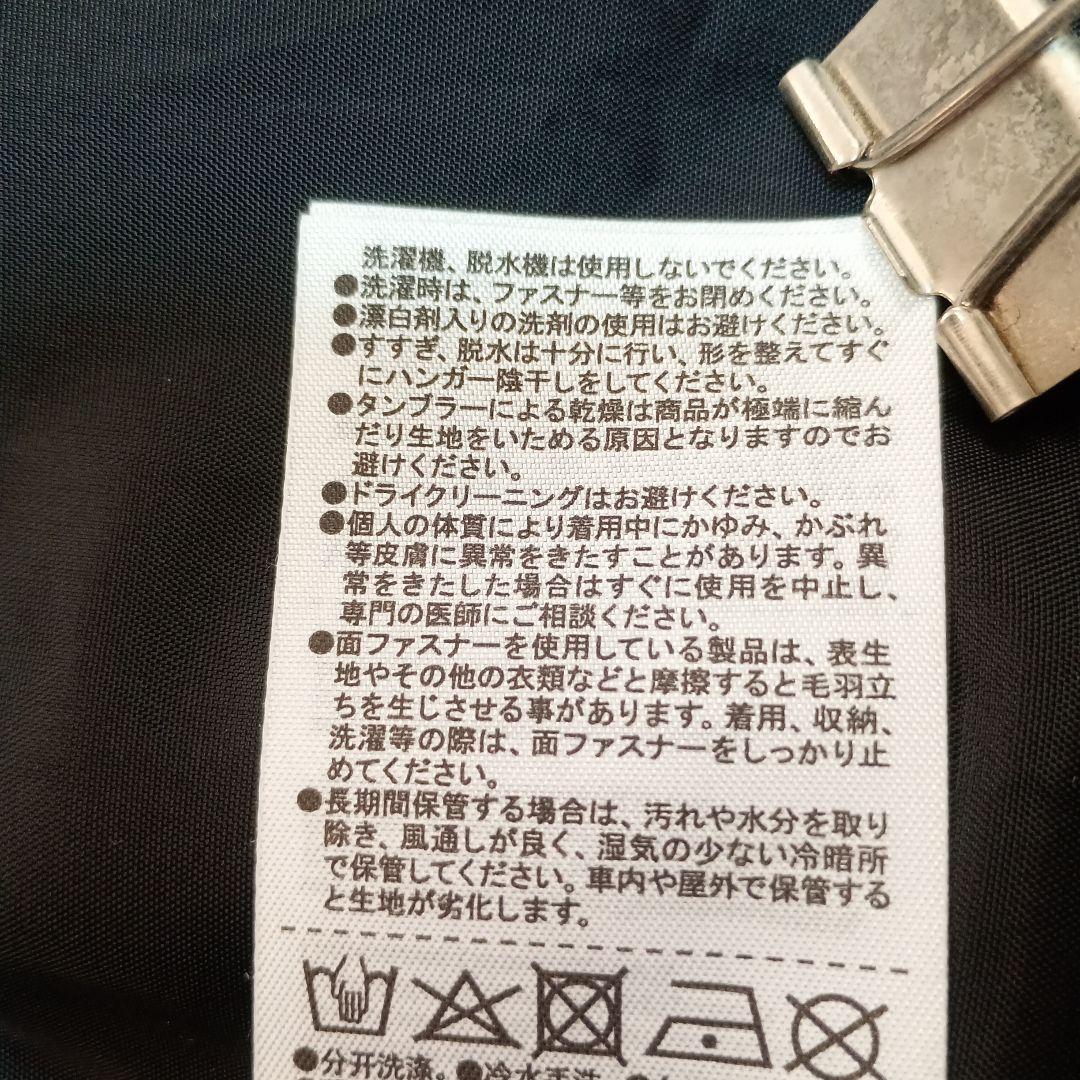 洗濯機、脱水機は使用しないでください。
●洗濯時は、ファスナー等をお閉めください。
●漂白剤入りの洗剤の使用はお避けください。
●すすぎ、脱水は十分に行い、形を整えてすぐ
にハンガー陰干しをしてください。
●タンブラーによる乾燥は商品が極端に縮ん
だり生地をいためる原因となりますのでお
避けください。
●ドライクリーニングはお避けください。
●個人の体質により着用中にかゆみ、かぶれ
等皮膚に異常をきたすことがあります。異
常をきたした場合はすぐに使用を中止し、
専門の医師にご相談ください。
●面ファスナーを使用している製品は、表生
地やその他の衣類などと摩擦すると毛羽立
ちを生じさせる事があります。着用、収納、
洗濯等の際は、面ファスナーをしっかり止
めてください。
●長期間保管する場合は、汚れや水分を取り
除き、風通しが良く、湿気の少ない冷暗所
で保管してください。車内や屋外で保管する
と生地が劣化します。
●分开洗涤。●冷水手洗